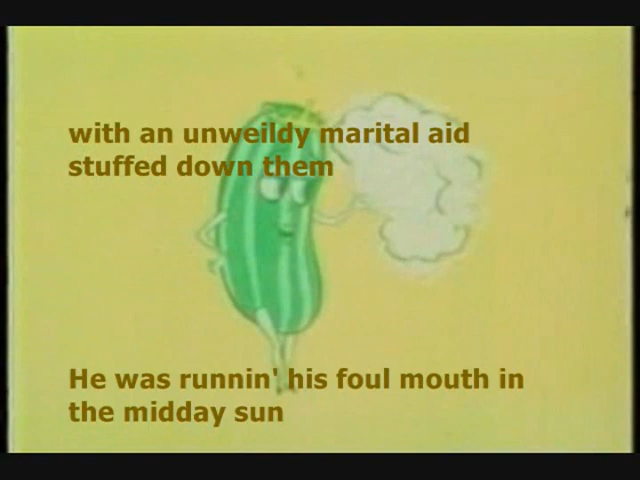 with an unweildy marital aid
stuffed down them
He was runnin' his foul mouth in
the midday sun